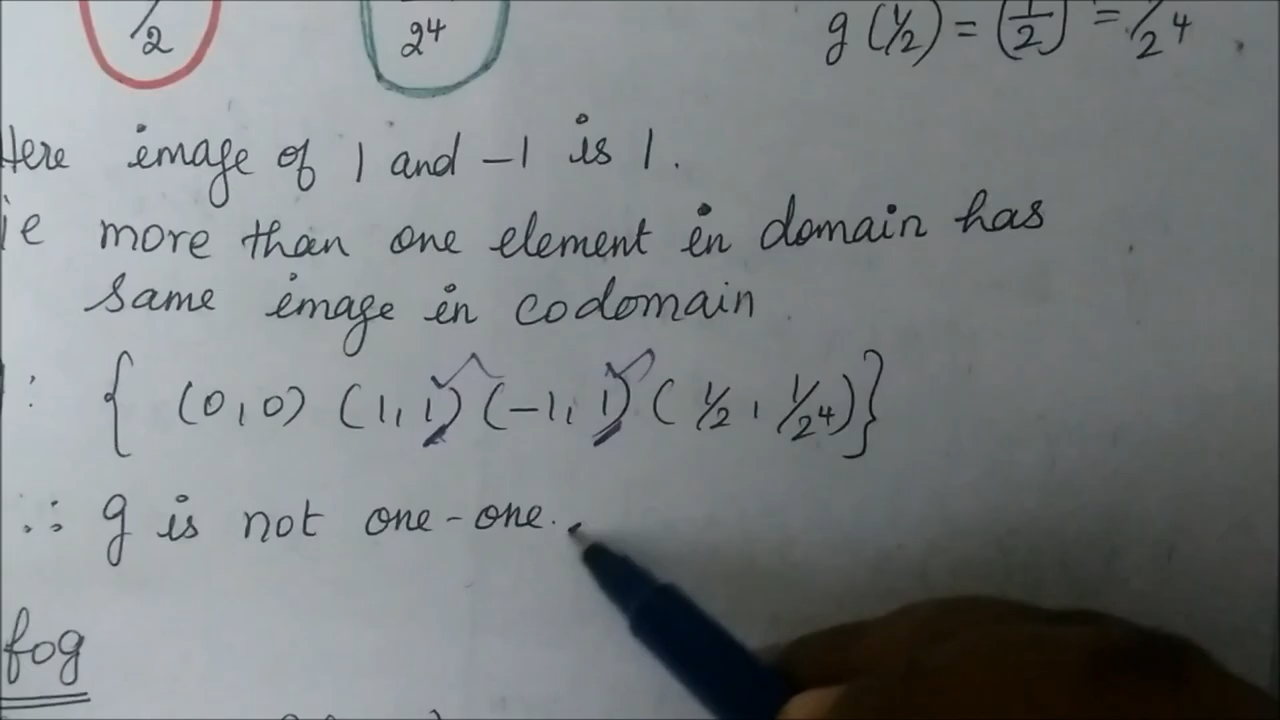 1/2
2⁴
g(1/2) = (1/2) = 1/2⁴
Here image of 1 and -1 is 1.
ie more than one element in domain has
same image in codomain
∴ { (0,0) (1,1) (-1,1) (1/2, 1/2⁴) }
∴ g is not one-one.
fog